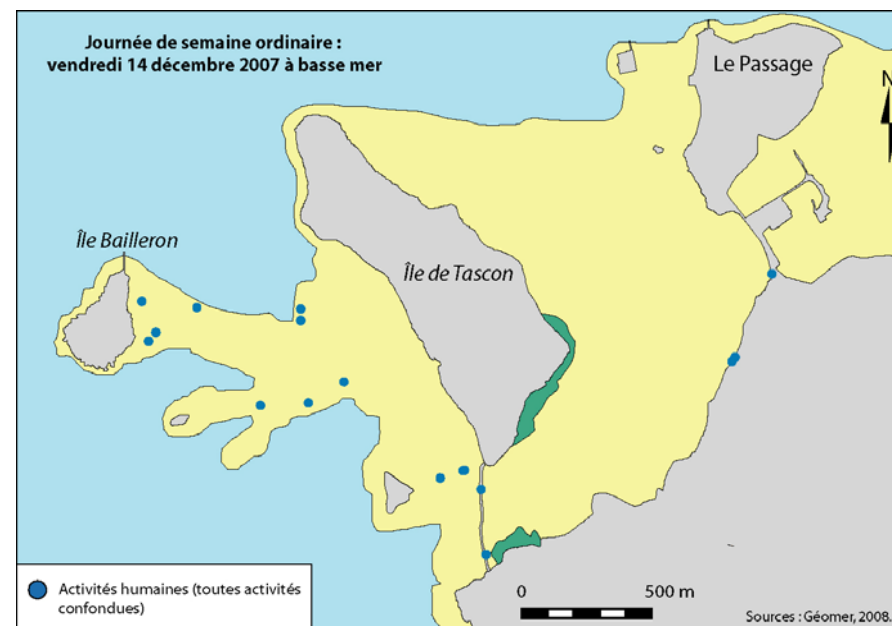 Journée de semaine ordinaire :
vendredi 14 décembre 2007 à basse mer
Le Passage
N
Île Bailleron
Île de Tascon
Activités humaines (toutes activités
confondues)
0 500 m
Sources : Géomer, 2008.